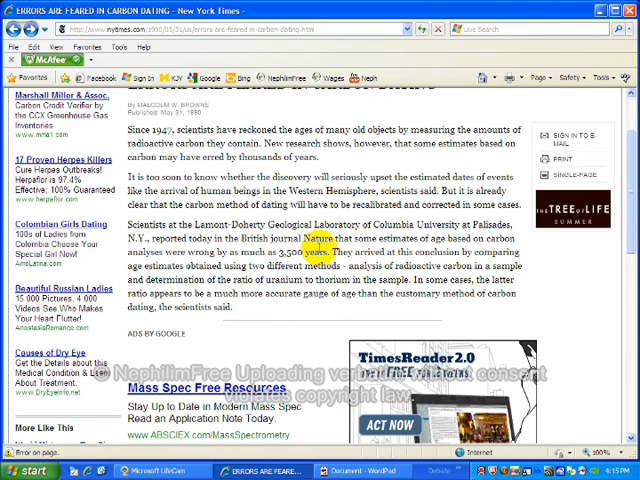 ERRORS ARE FEARED IN CARBON DATING - New York Times -
http://www.nytimes.com/1990/05/31/us/errors-are-feared-in-carbon-dating.html
Live Search
File Edit View Favorites Tools Help
McAfee
Favorites Facebook Sign In KJV Google Bing NephilimFree Wages Neph
Page Safety Tools
ERRORS ARE FEARED IN CARBON DATING
By MALCOLM W. BROWNE
Published: May 31, 1990
Since 1947, scientists have reckoned the ages of many old objects by measuring the amounts of
radioactive carbon they contain. New research shows, however, that some estimates based on
carbon may have erred by thousands of years.
It is too soon to know whether the discovery will seriously upset the estimated dates of events
like the arrival of human beings in the Western Hemisphere, scientists said. But it is already
clear that the carbon dating method will have to be recalibrated and corrected in some cases.
Scientists at the Lamont-Doherty Geological Laboratory of Columbia University at Palisades,
N.Y., reported today in the British journal Nature that some estimates of age based on carbon
analyses were wrong by as much as 3,500 years. They arrived at this conclusion by comparing
age estimates obtained using two different methods - analysis of radioactive carbon in a sample
and determination of the ratio of uranium to thorium in the sample. In some cases, the latter
ratio appears to be a much more accurate gauge of age than the customary method of carbon
dating, the scientists said.
Marshall Miller & Assoc.
Carbon Credit Verifier by
the CCX Greenhouse Gas
Inventories
www.mma1.com
17 Proven Herpes Killers
Cure Herpes Outbreaks!
Herpaflor is 97.4%
Effective; 100% Guaranteed
www.herpaflor.com
Colombian Girls Dating
100s of Ladies from
Colombia Choose Your
Special Girl Now!
AmoLatina.com
Beautiful Russian Ladies
15 000 Pictures, 4 000
Videos See Who Makes
Your Heart Flutter!
AnastasiaRomance.com
Causes of Dry Eye
Get the Details about this
Medical Condition & Learn
About Treatment.
www.DryEyeInfo.net
More Like This
SIGN IN TO E-
MAIL
PRINT
SINGLE-PAGE
THE TREE OF LIFE
SUMMER
ADS BY GOOGLE
Mass Spec Free Resources
Stay Up to Date in Modern Mass Spec
Read an Application Note Today.
www.ABSCIEX.com/MassSpectrometry
TimesReader 2.0
ACT NOW
© NephilimFree Uploading without consent
violates copyright law.
Error on page.
Internet
100%
start
Microsoft LifeCam
ERRORS ARE FEARE...
Document - WordPad
Debate
4:15 PM